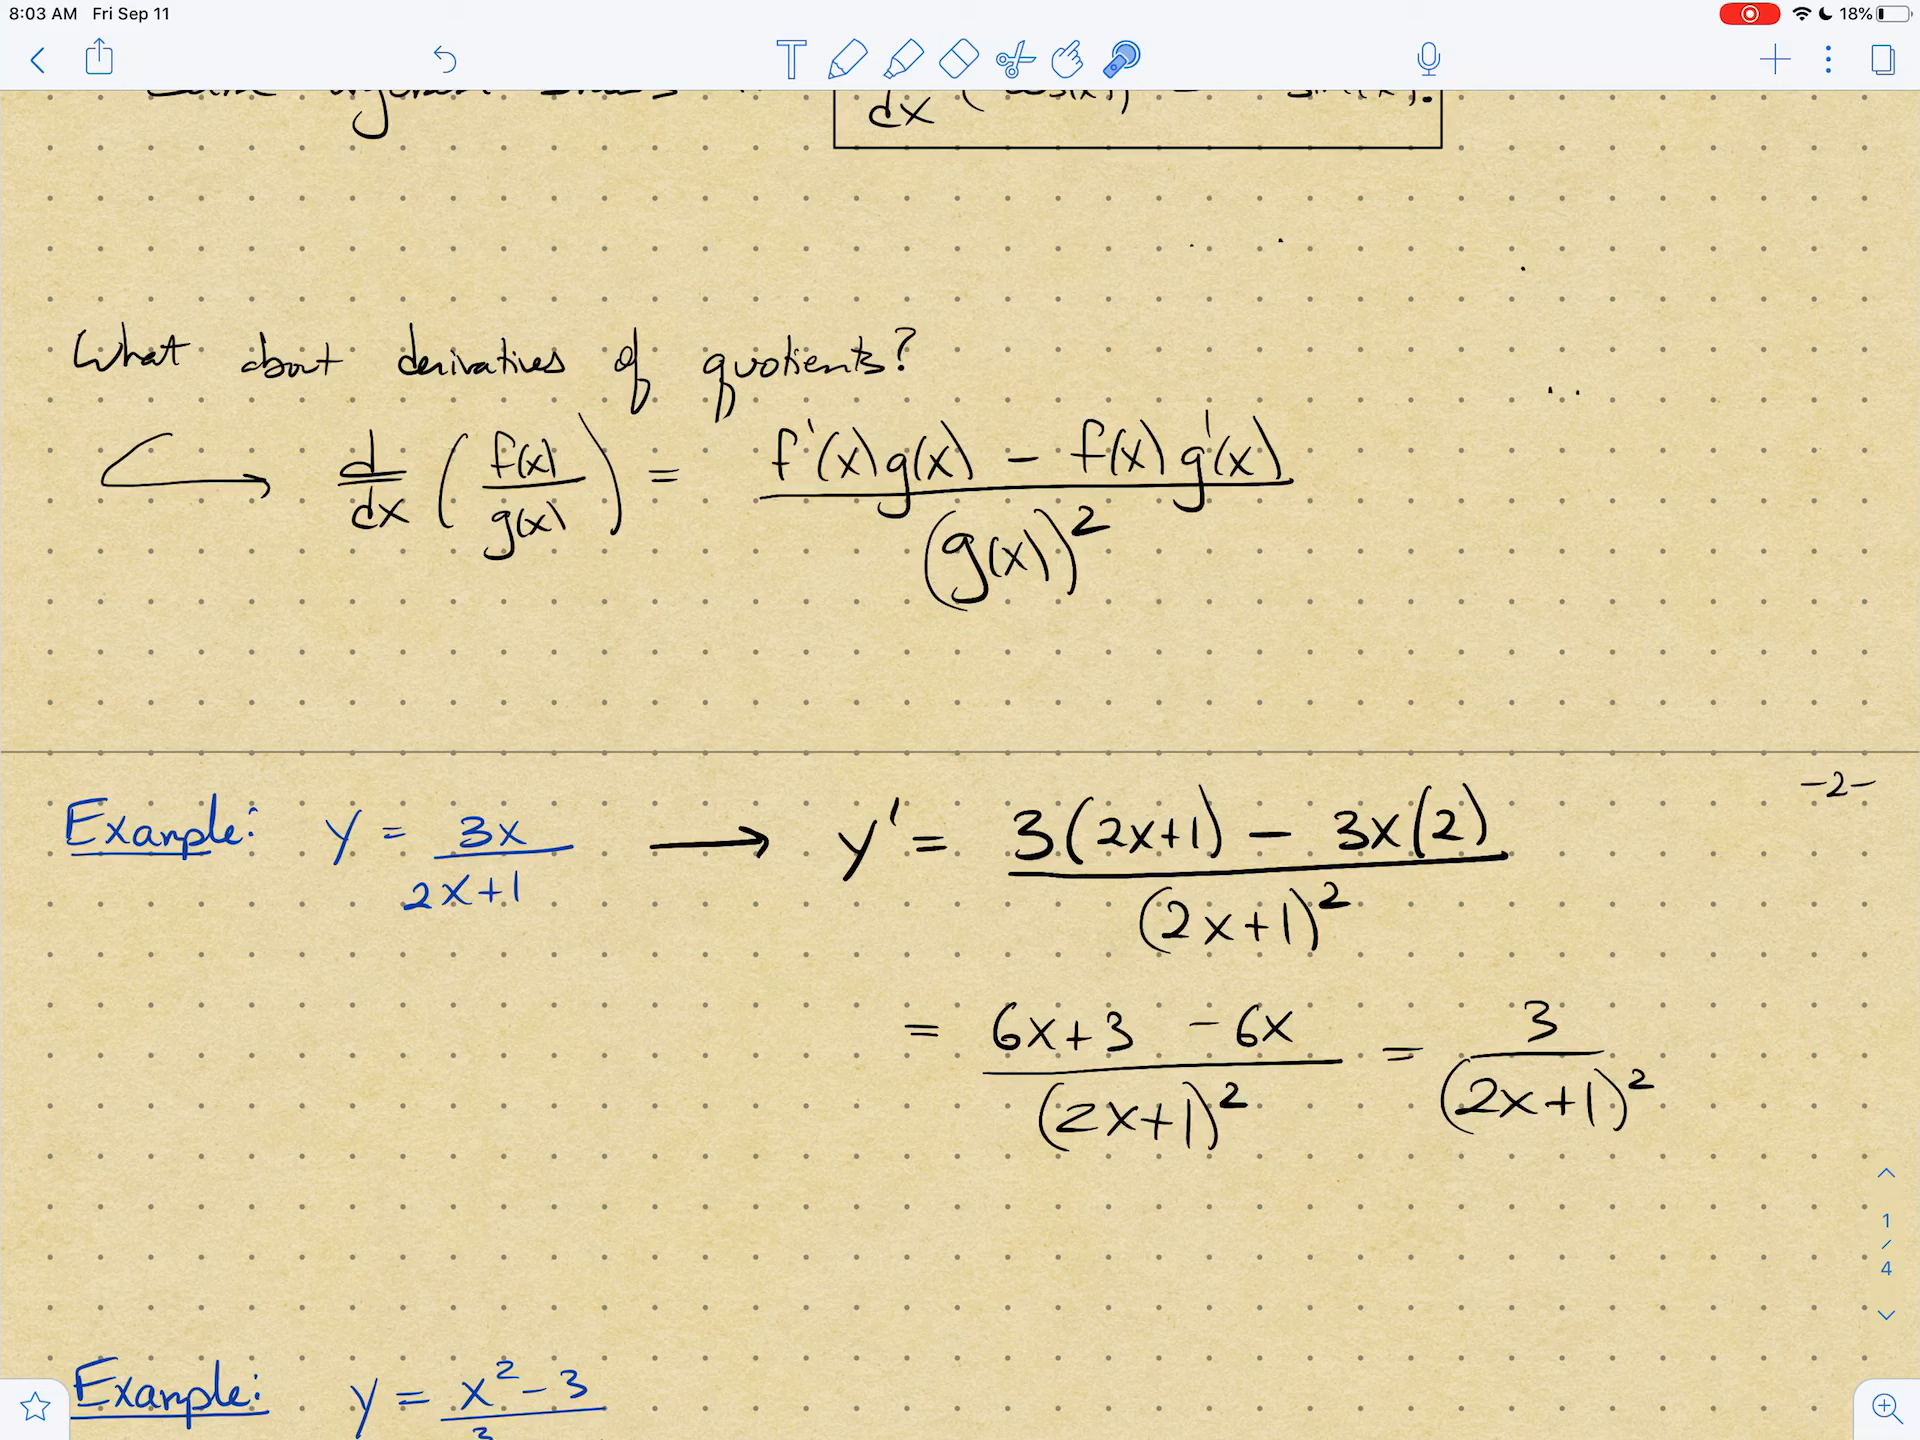 8:03 AM Fri Sep 11 18%
T
d/dx (
What about derivatives of quotients?
d/dx ( f(x)/g(x) ) = f'(x)g(x) - f(x)g'(x) / (g(x))²
-2-
Example: y = 3x/2x+1 → y' = 3(2x+1) - 3x(2) / (2x+1)²
= 6x+3 -6x / (2x+1)² = 3/(2x+1)²
1/4
Example: y = x²-3